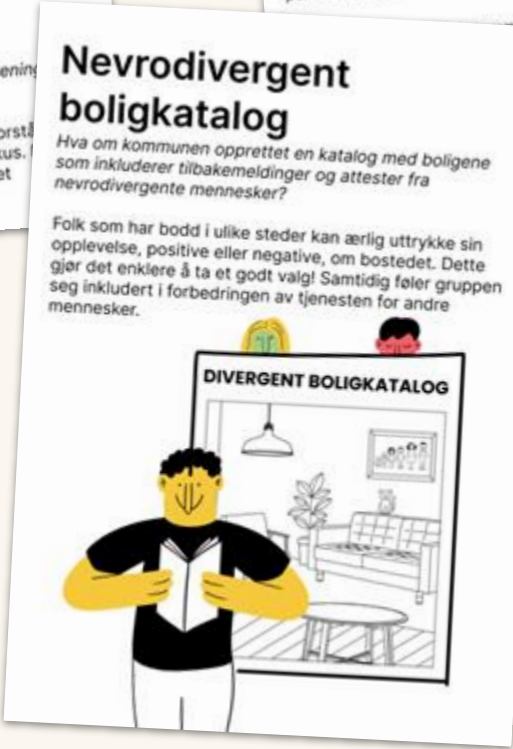 Nevrodivergent
boligkatalog
Hva om kommunen opprettet en katalog med boligene
som inkluderer tilbakemeldinger og attester fra
nevrodivergente mennesker?
Folk som har bodd i ulike steder kan ærlig uttrykke sin
opplevelse, positive eller negative, om bostedet. Dette
gjør det enklere å ta et godt valg! Samtidig føler gruppen
seg inkludert i forbedringen av tjenesten for andre
mennesker.
DIVERGENT BOLIGKATALOG